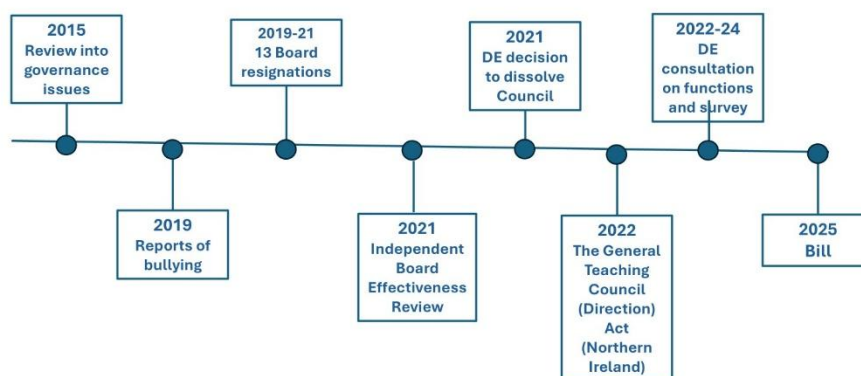 2015
Review into
governance
issues
2019
Reports of
bullying
2019-21
13 Board
resignations
2021
Independent
Board
Effectiveness
Review
2021
DE decision
to dissolve
Council
2022
The General
Teaching
Council
(Direction)
Act
(Northern
Ireland)
2022-24
DE
consultation
on functions
and survey
2025
Bill